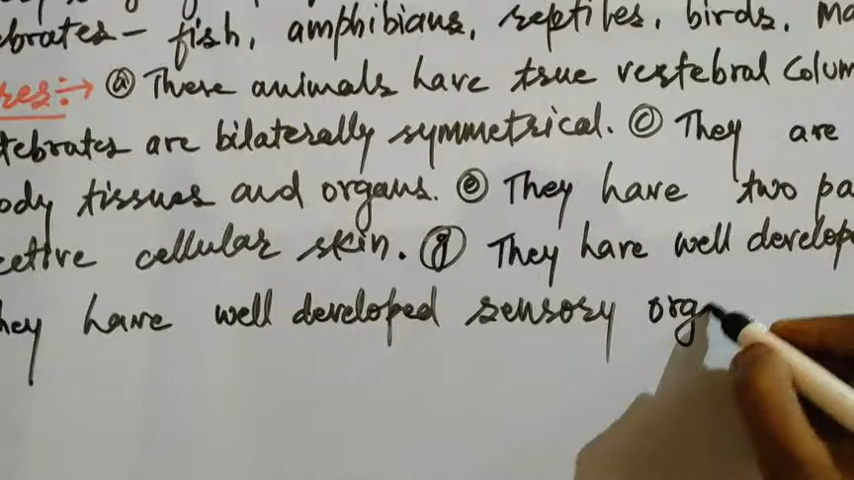 ebrates - fish, amphibians, reptiles, birds, ma
res:→ ⓐ These animals have true vertebral Colum
tebrates are bilaterally symmetrical. ⓒ They are
ody tissues and organs. ⓔ They have two pa
cetive cellular skin. ⓖ They have well develop
hey have well developed sensory org